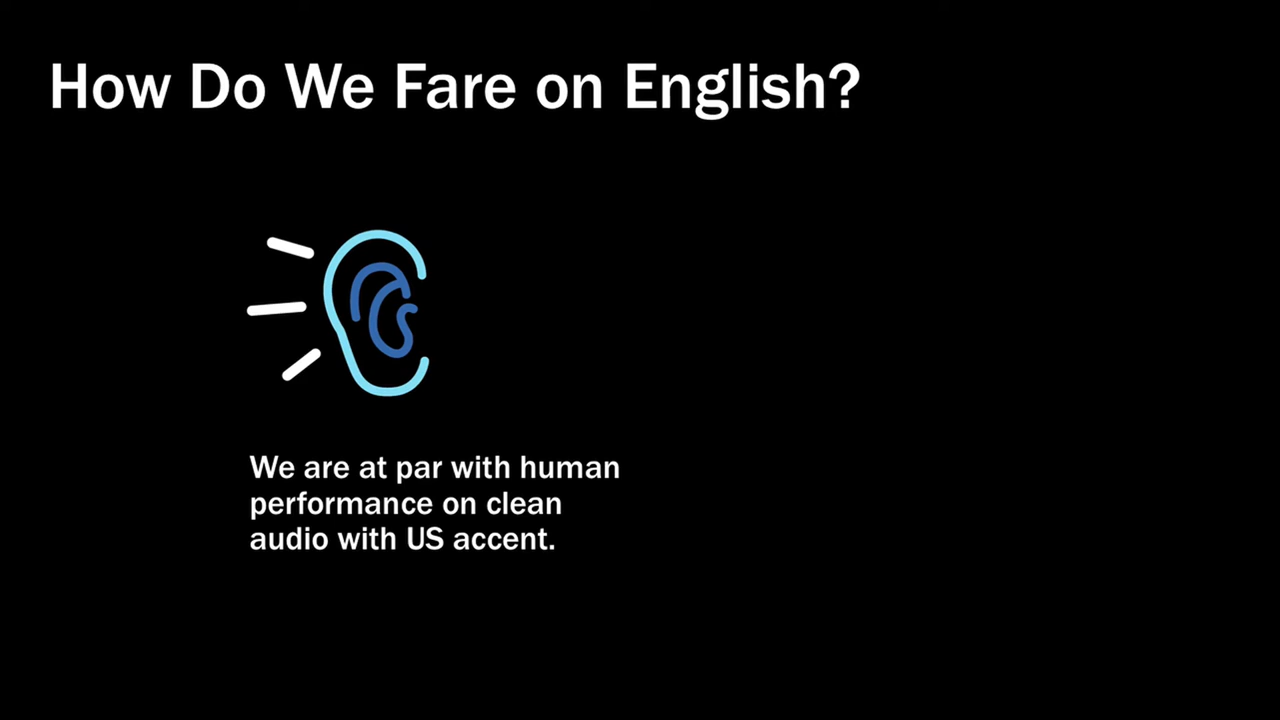 How Do We Fare on English?
We are at par with human
performance on clean
audio with US accent.